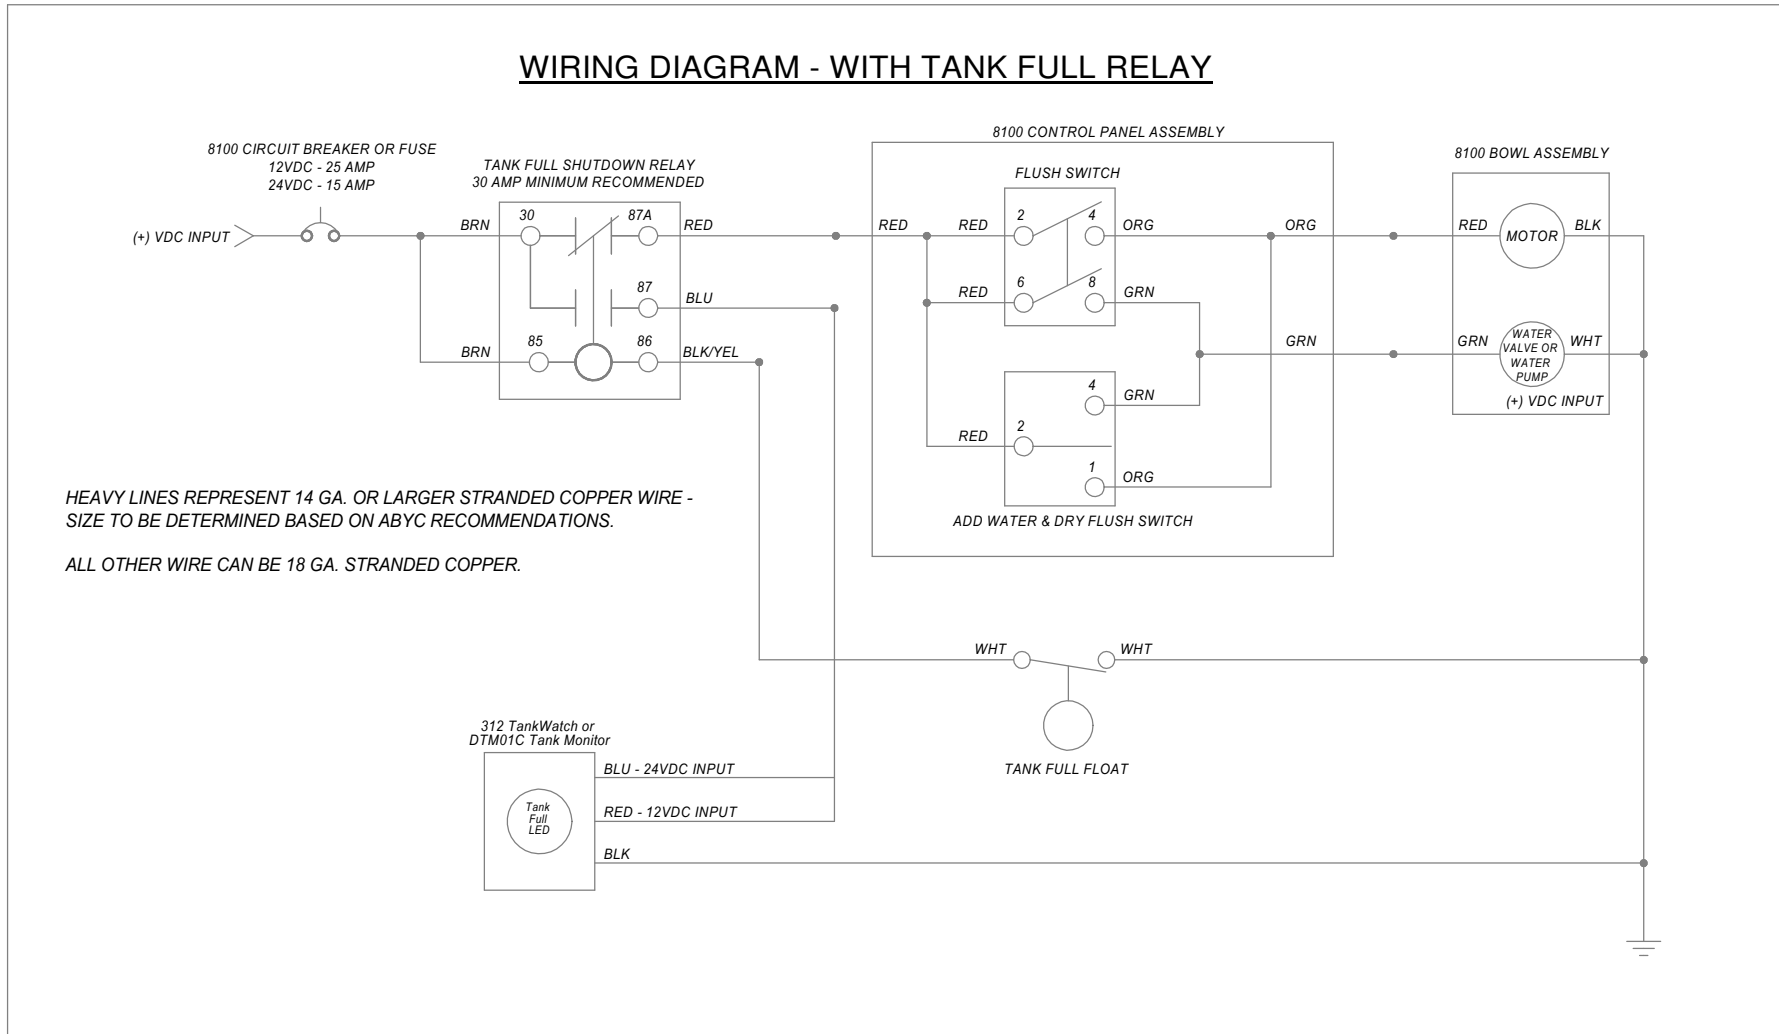 WIRING DIAGRAM - WITH TANK FULL RELAY
8100 CIRCUIT BREAKER OR FUSE
12VDC - 25 AMP
24VDC - 15 AMP
(+) VDC INPUT
TANK FULL SHUTDOWN RELAY
30 AMP MINIMUM RECOMMENDED
BRN
30
87A
RED
87
BLU
BRN
85
86
BLK/YEL
8100 CONTROL PANEL ASSEMBLY
FLUSH SWITCH
RED
RED
2
4
ORG
ORG
RED
6
8
GRN
GRN
4
GRN
RED
2
1
ORG
ADD WATER & DRY FLUSH SWITCH
8100 BOWL ASSEMBLY
RED
MOTOR
BLK
GRN
WATER
VALVE OR
WATER
PUMP
WHT
(+) VDC INPUT
HEAVY LINES REPRESENT 14 GA. OR LARGER STRANDED COPPER WIRE -
SIZE TO BE DETERMINED BASED ON ABYC RECOMMENDATIONS.
ALL OTHER WIRE CAN BE 18 GA. STRANDED COPPER.
WHT
WHT
TANK FULL FLOAT
312 TankWatch or
DTM01C Tank Monitor
Tank
Full
LED
BLU - 24VDC INPUT
RED - 12VDC INPUT
BLK